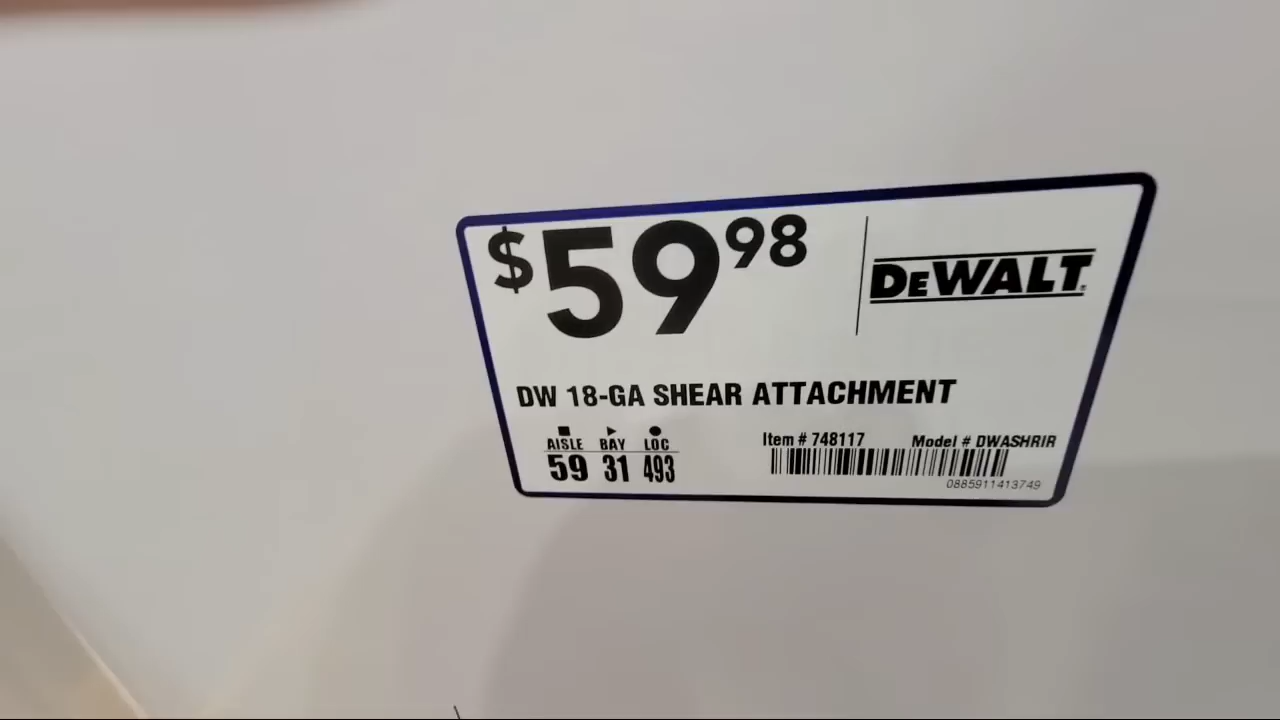 $59 98
DEWALT
DW 18-GA SHEAR ATTACHMENT
AISLE BAY LOC
59 31 493
Item # 748117 Model # DWASHRIR
0885911413749